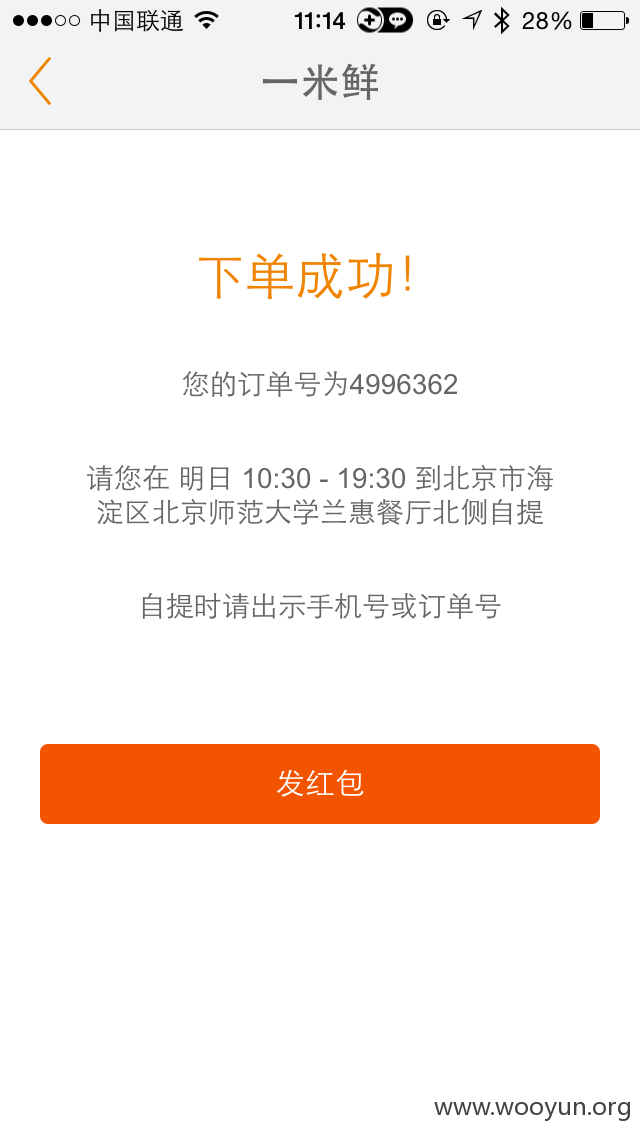 中国联通 11:14 28%
一米鲜
下单成功！
您的订单号为4996362
请您在 明日 10:30 - 19:30 到北京市海
淀区北京师范大学兰惠餐厅北侧自提
自提时请出示手机号或订单号
发红包
www.wooyun.org